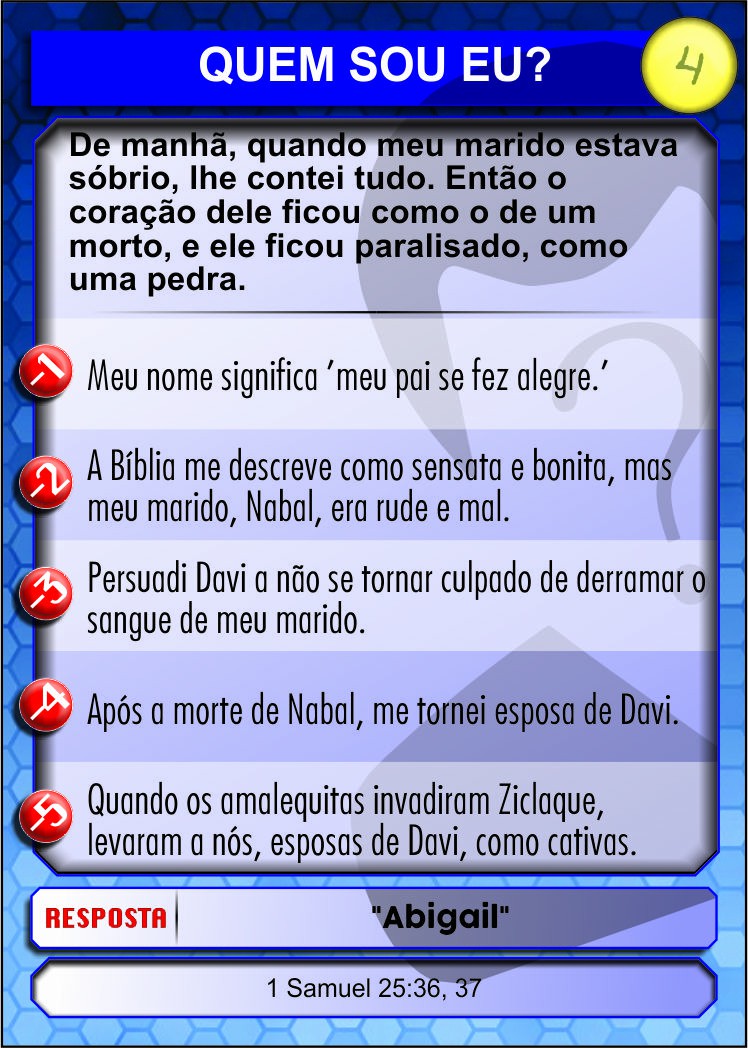 QUEM SOU EU?
4
De manhã, quando meu marido estava
sóbrio, lhe contei tudo. Então o
coração dele ficou como o de um
morto, e ele ficou paralisado, como
uma pedra.
1
Meu nome significa ’meu pai se fez alegre.’
2
A Bíblia me descreve como sensata e bonita, mas
meu marido, Nabal, era rude e mal.
3
Persuadi Davi a não se tornar culpado de derramar o
sangue de meu marido.
4
Após a morte de Nabal, me tornei esposa de Davi.
5
Quando os amalequitas invadiram Ziclaque,
levaram a nós, esposas de Davi, como cativas.
RESPOSTA
"Abigail"
1 Samuel 25:36, 37